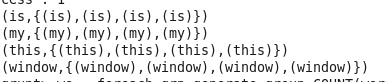 (is,{(is),(is),(is),(is)})
(my,{(my),(my),(my),(my)})
(this,{(this),(this),(this),(this)})
(window,{(window),(window),(window),(window)})